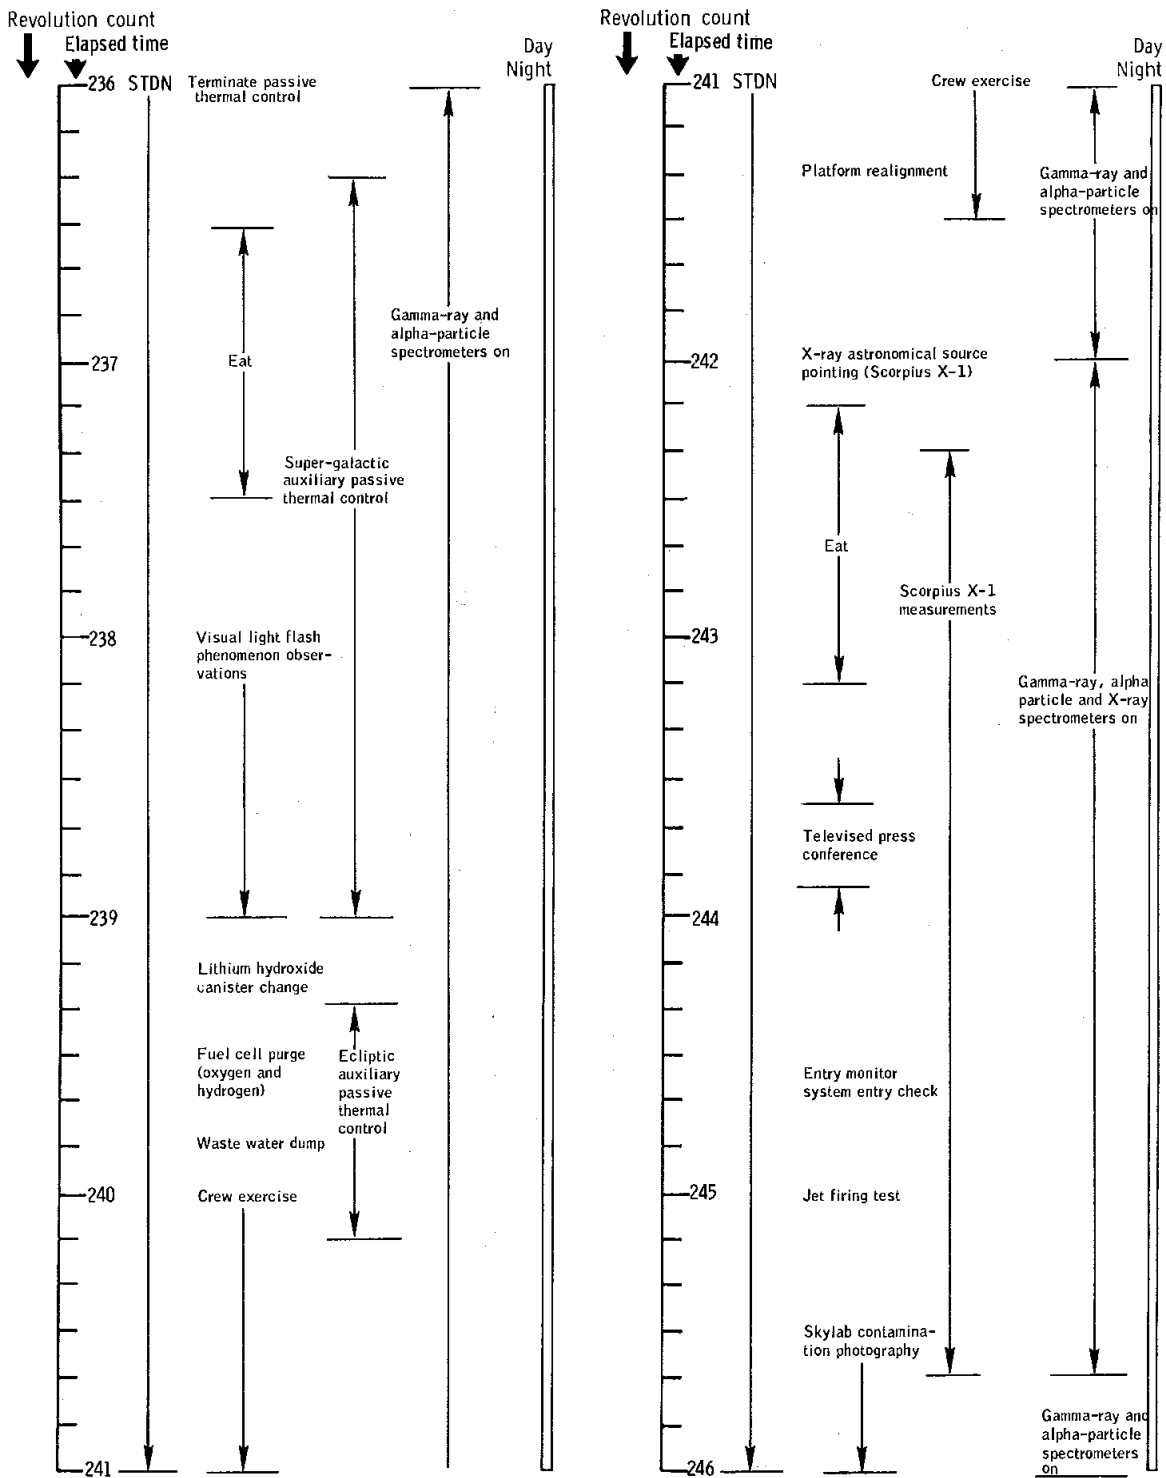 Revolution count
Elapsed time
Day
Night
236 STDN
Terminate passive
thermal control
Gamma-ray and
alpha-particle
spectrometers on
Eat
237
Super-galactic
auxiliary passive
thermal control
238
Visual light flash
phenomenon obser-
vations
239
Lithium hydroxide
canister change
Fuel cell purge
(oxygen and
hydrogen)
Ecliptic
auxiliary
passive
thermal
control
Waste water dump
240
Crew exercise
241
Revolution count
Elapsed time
Day
Night
241 STDN
Crew exercise
Platform realignment
Gamma-ray and
alpha-particle
spectrometers on
242
X-ray astronomical source
pointing (Scorpius X-1)
Eat
Scorpius X-1
measurements
243
Gamma-ray, alpha
particle and X-ray
spectrometers on
Televised press
conference
244
Entry monitor
system entry check
245
Jet firing test
Skylab contamina-
tion photography
Gamma-ray and
alpha-particle
spectrometers
on
246